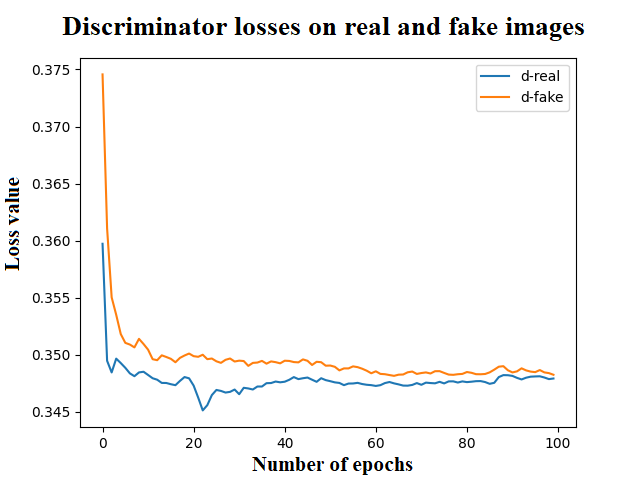 Discriminator losses on real and fake images
d-real
d-fake
0.375
0.370
0.365
0.360
0.355
0.350
0.345
Loss value
0 20 40 60 80 100
Number of epochs